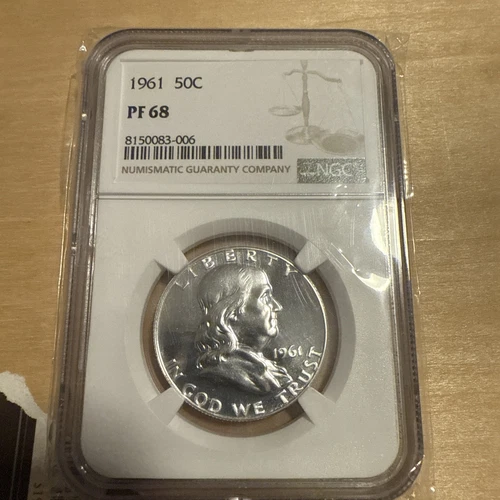 1961 50C
PF 68
8150083-006
NUMISMATIC GUARANTY COMPANY
NGC
LIBERTY
1961
IN GOD WE TRUST